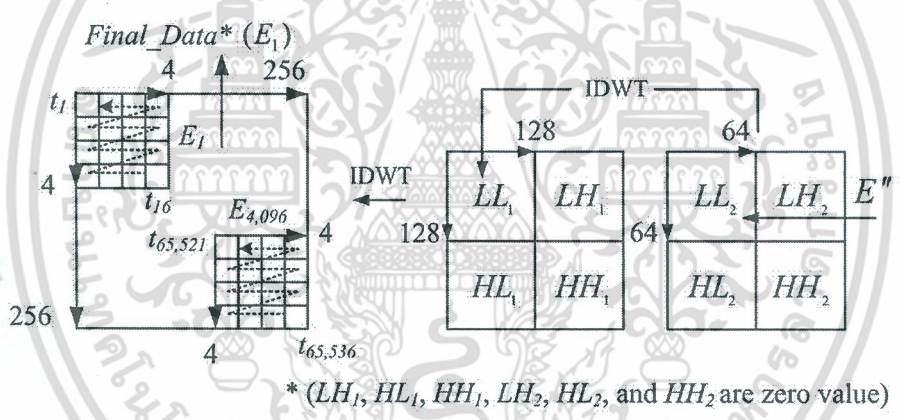 Final_Data* (E₁)
4 256
t₁
E₁
4
t₁₆
E₄,₀₉₆
t₆₅,₅₂₁
4
256
4
t₆₅,₅₃₆
IDWT
IDWT
128
64
LL₁ LH₁
128
HL₁ HH₁
LL₂ LH₂
E″
64
HL₂ HH₂
* (LH₁, HL₁, HH₁, LH₂, HL₂, and HH₂ are zero value)